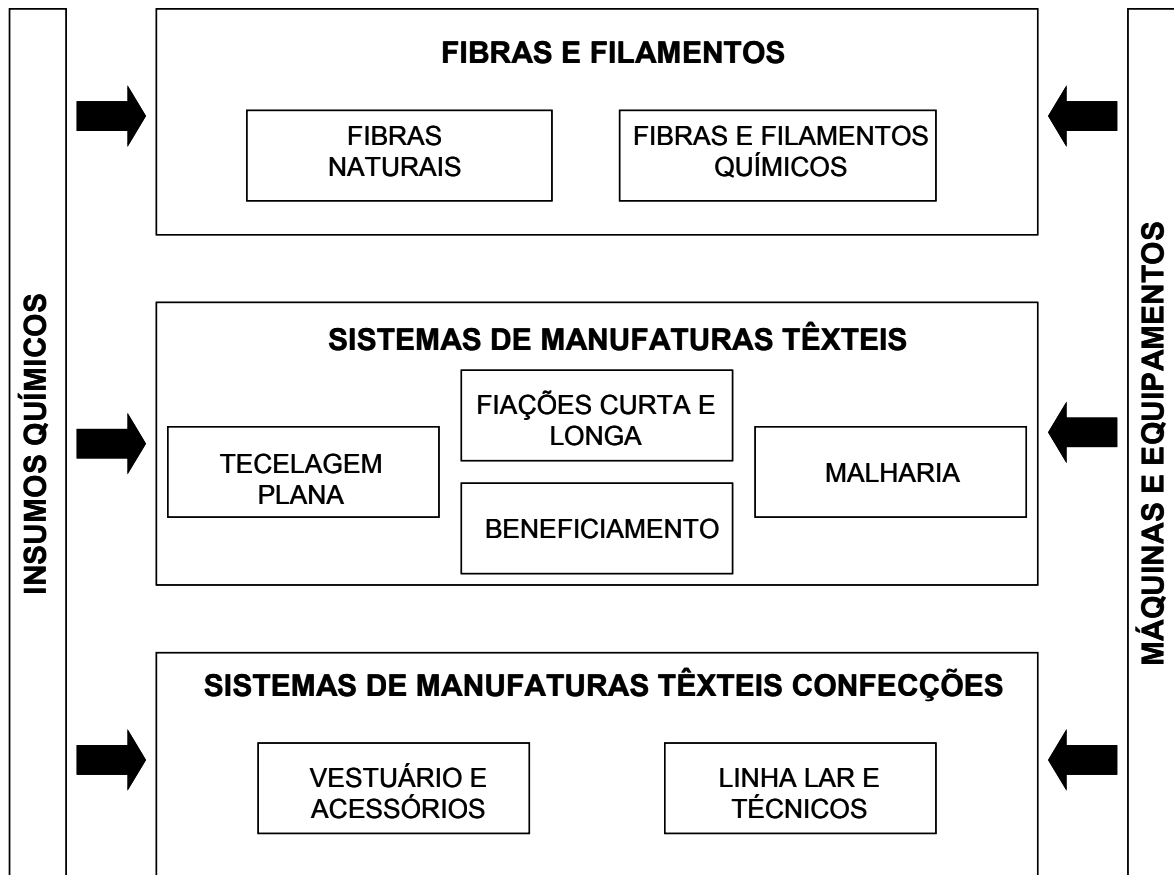 INSUMOS QUÍMICOS
FIBRAS E FILAMENTOS
FIBRAS
NATURAIS
FIBRAS E FILAMENTOS
QUÍMICOS
SISTEMAS DE MANUFATURAS TÊXTEIS
TECELAGEM
PLANA
FIAÇÕES CURTA E
LONGA
BENEFICIAMENTO
MALHARIA
SISTEMAS DE MANUFATURAS TÊXTEIS CONFECÇÕES
VESTUÁRIO E
ACESSÓRIOS
LINHA LAR E
TÉCNICOS
MÁQUINAS E EQUIPAMENTOS